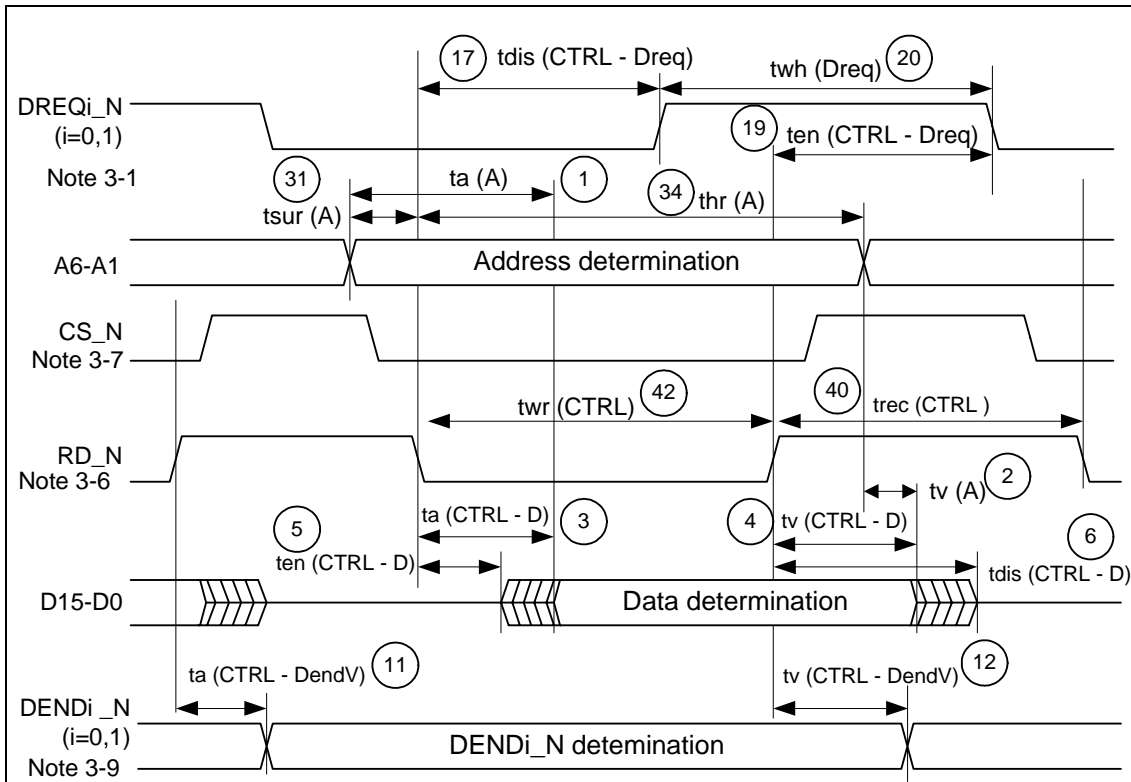 17 tdis (CTRL - Dreq) twh (Dreq) 20
DREQi_N
(i=0,1)
19 ten (CTRL - Dreq)
Note 3-1
31 ta (A) 1 34
tsur (A) thr (A)
A6-A1 Address determination
CS_N
Note 3-7
twr (CTRL) 42 40 trec (CTRL )
RD_N
Note 3-6
tv (A) 2
5 ta (CTRL - D) 3 4 tv (CTRL - D) 6
ten (CTRL - D) tdis (CTRL - D)
D15-D0 Data determination
ta (CTRL - DendV) 11 tv (CTRL - DendV) 12
DENDi _N
(i=0,1) DENDi_N detemination
Note 3-9